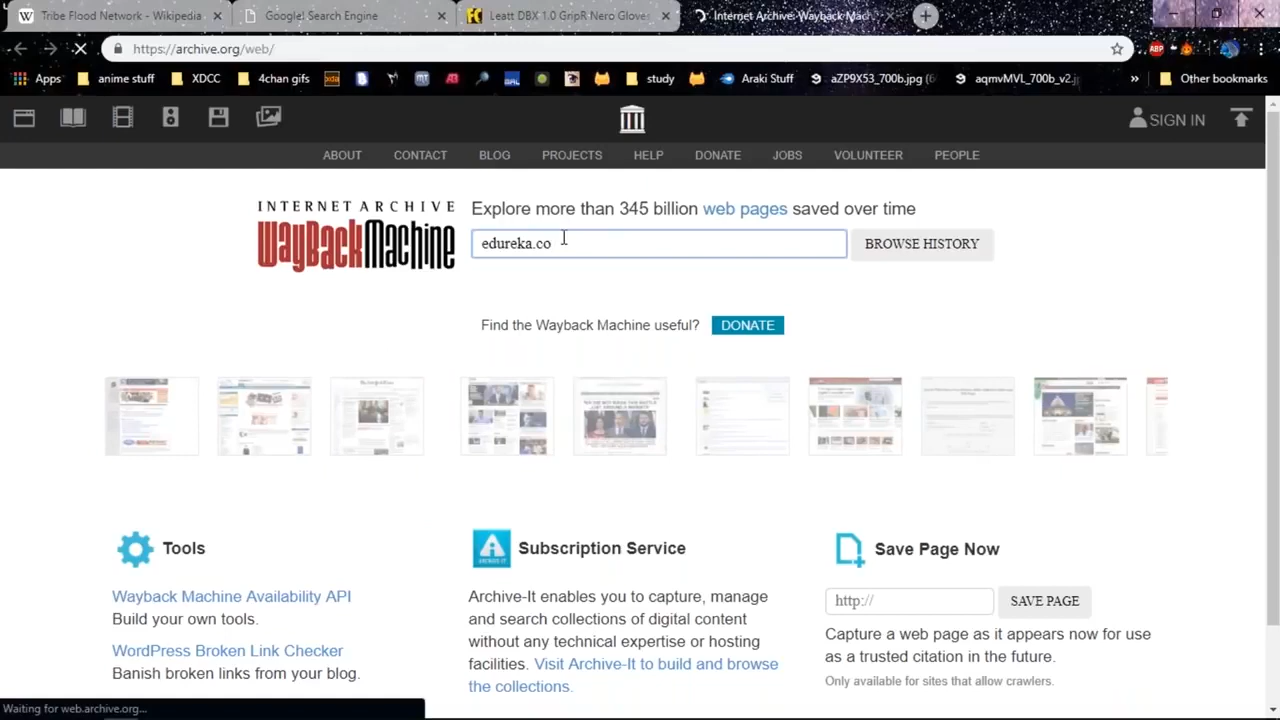 Tribe Flood Network - Wikipedia
Google! Search Engine
Leatt DBX 1.0 GripR Nero Glove
Internet Archive: Wayback Mach
https://archive.org/web/
ABP
Apps
anime stuff
XDCC
4chan gifs
study
Araki Stuff
aZP9X53_700b.jpg (6
aqmvMVL_700b_v2.j
»
Other bookmarks
SIGN IN
ABOUT
CONTACT
BLOG
PROJECTS
HELP
DONATE
JOBS
VOLUNTEER
PEOPLE
INTERNET ARCHIVE
WayBackMachine
Explore more than 345 billion web pages saved over time
edureka.co
BROWSE HISTORY
Find the Wayback Machine useful? DONATE
Tools
Wayback Machine Availability API
Build your own tools.
WordPress Broken Link Checker
Banish broken links from your blog.
Subscription Service
Archive-It enables you to capture, manage
and search collections of digital content
without any technical expertise or hosting
facilities. Visit Archive-It to build and browse
the collections.
Save Page Now
http://
SAVE PAGE
Capture a web page as it appears now for use
as a trusted citation in the future.
Only available for sites that allow crawlers.
Waiting for web.archive.org...